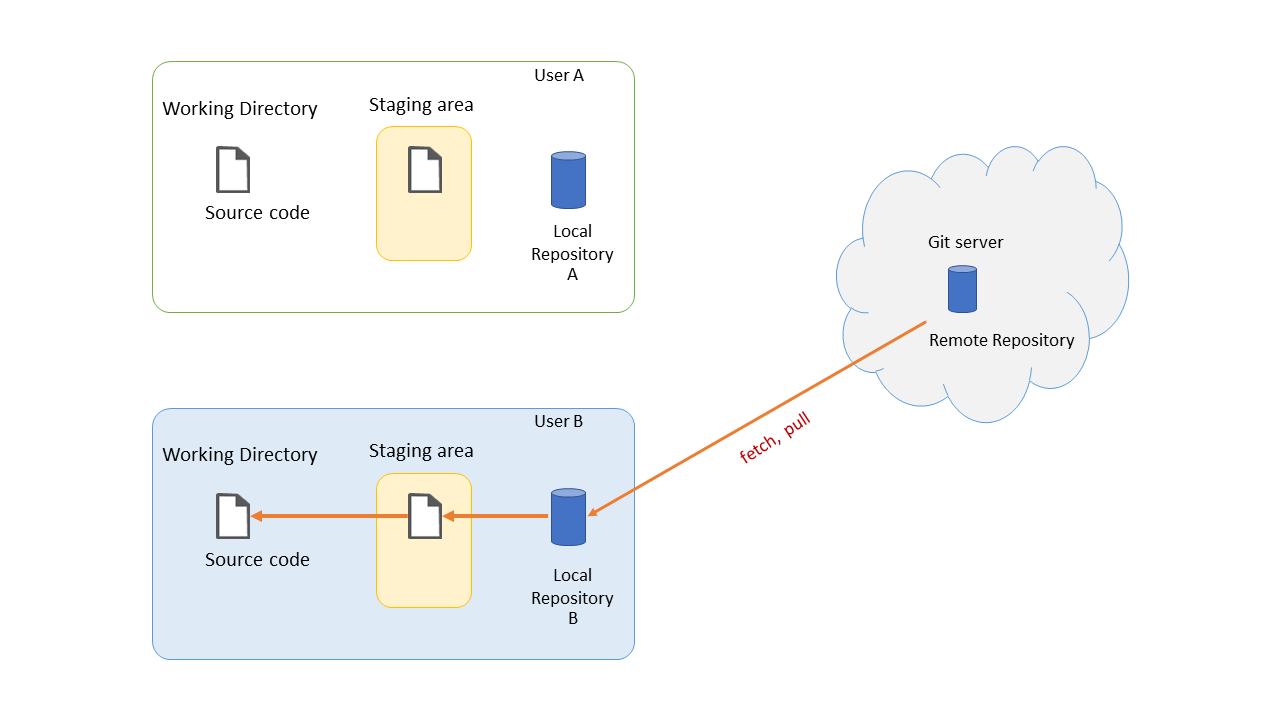 User A
Working Directory
Staging area
Source code
Local
Repository
A
Git server
Remote Repository
fetch, pull
User B
Working Directory
Staging area
Source code
Local
Repository
B